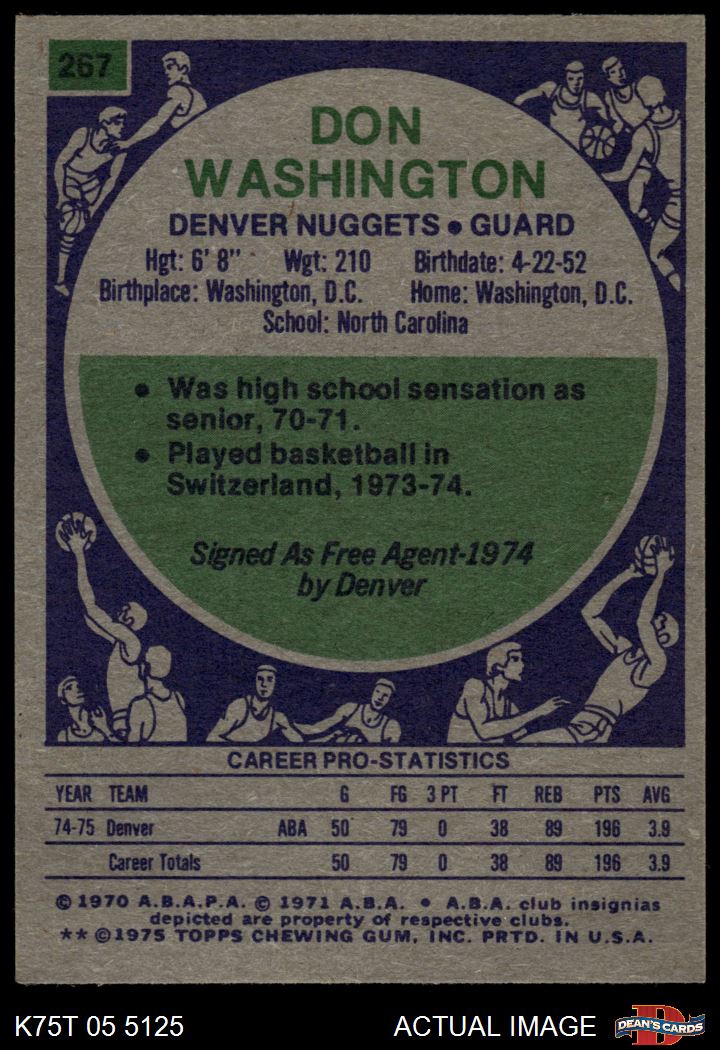 267
DON
WASHINGTON
DENVER NUGGETS • GUARD
Hgt: 6' 8" Wgt: 210 Birthdate: 4-22-52
Birthplace: Washington, D.C. Home: Washington, D.C.
School: North Carolina
• Was high school sensation as
senior, 70-71.
• Played basketball in
Switzerland, 1973-74.
Signed As Free Agent-1974
by Denver
CAREER PRO-STATISTICS
YEAR TEAM G FG 3 PT FT REB PTS AVG
74-75 Denver ABA 50 79 0 38 89 196 3.9
Career Totals 50 79 0 38 89 196 3.9
© 1970 A.B.A.P.A. © 1971 A.B.A. • A.B.A. club insignias
depicted are property of respective clubs.
** ©1975 TOPPS CHEWING GUM, INC. PRTD. IN U.S.A.
K75T 05 5125 ACTUAL IMAGE
D
DEAN'S CARDS